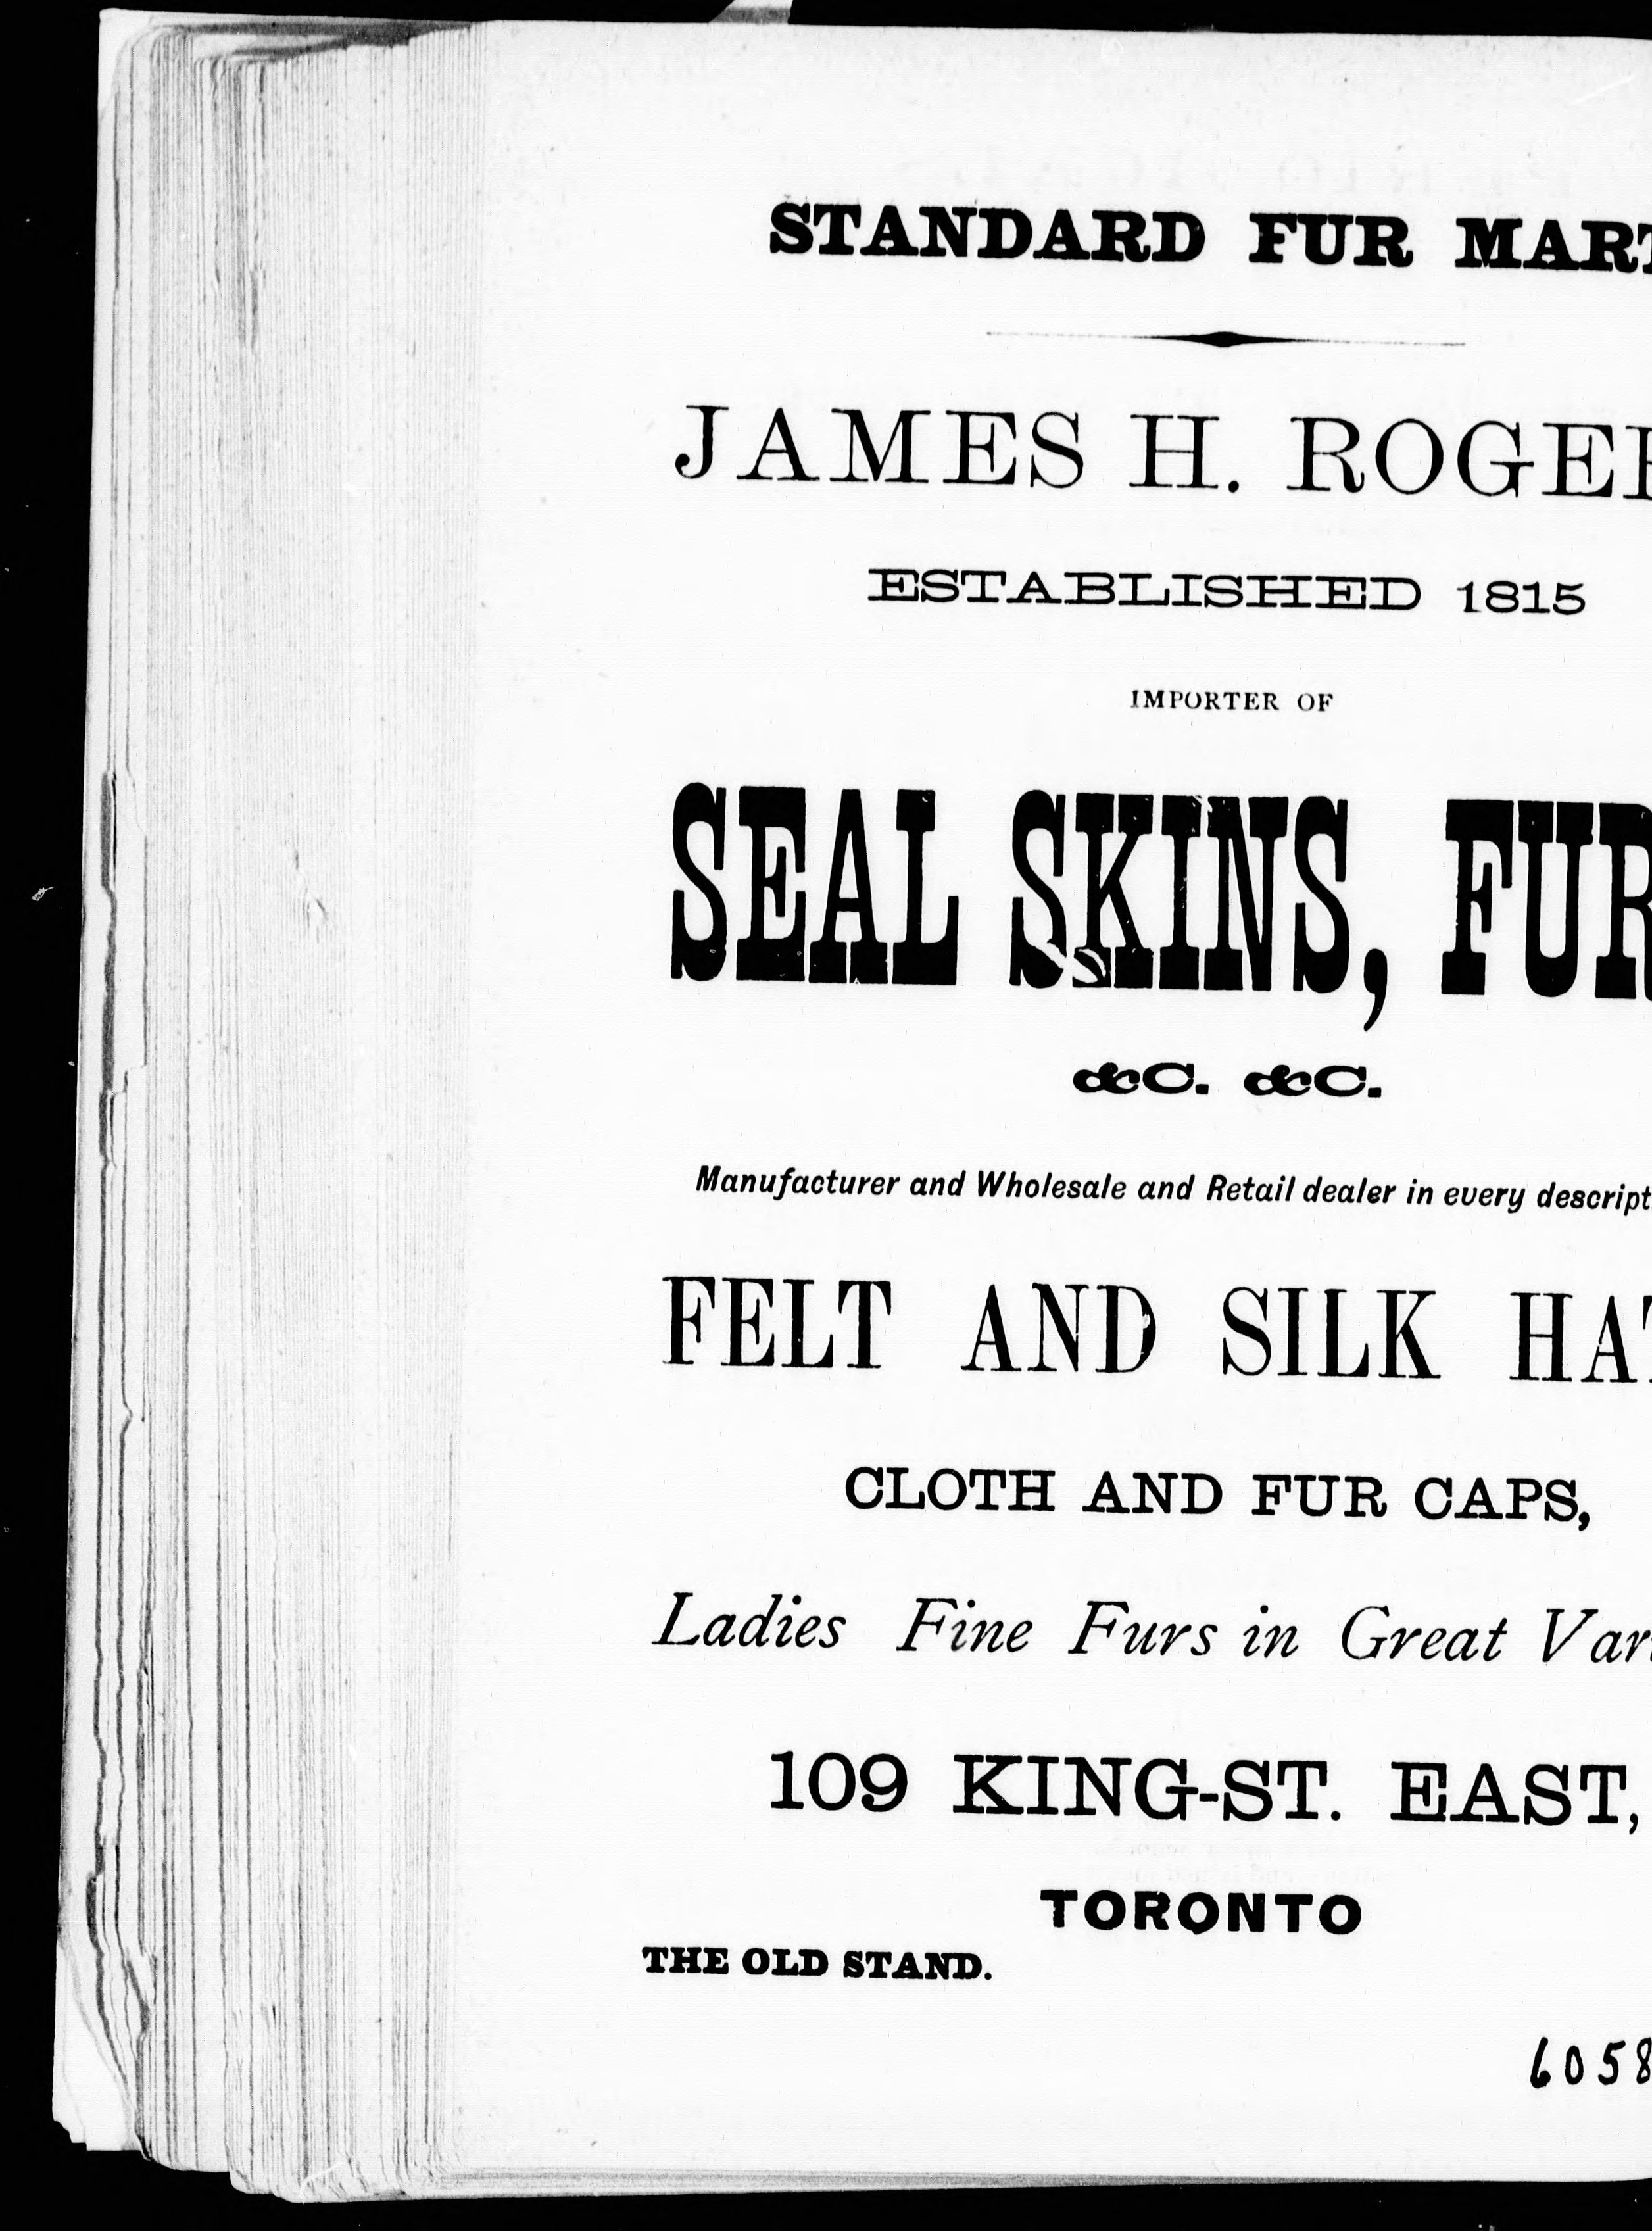 STANDARD FUR MART
JAMES H. ROGER
ESTABLISHED 1815
IMPORTER OF
SEAL SKINS, FUR
&C. &C.
Manufacturer and Wholesale and Retail dealer in every descript
FELT AND SILK HAT
CLOTH AND FUR CAPS,
Ladies Fine Furs in Great Var
109 KING-ST. EAST,
TORONTO
THE OLD STAND.
6058